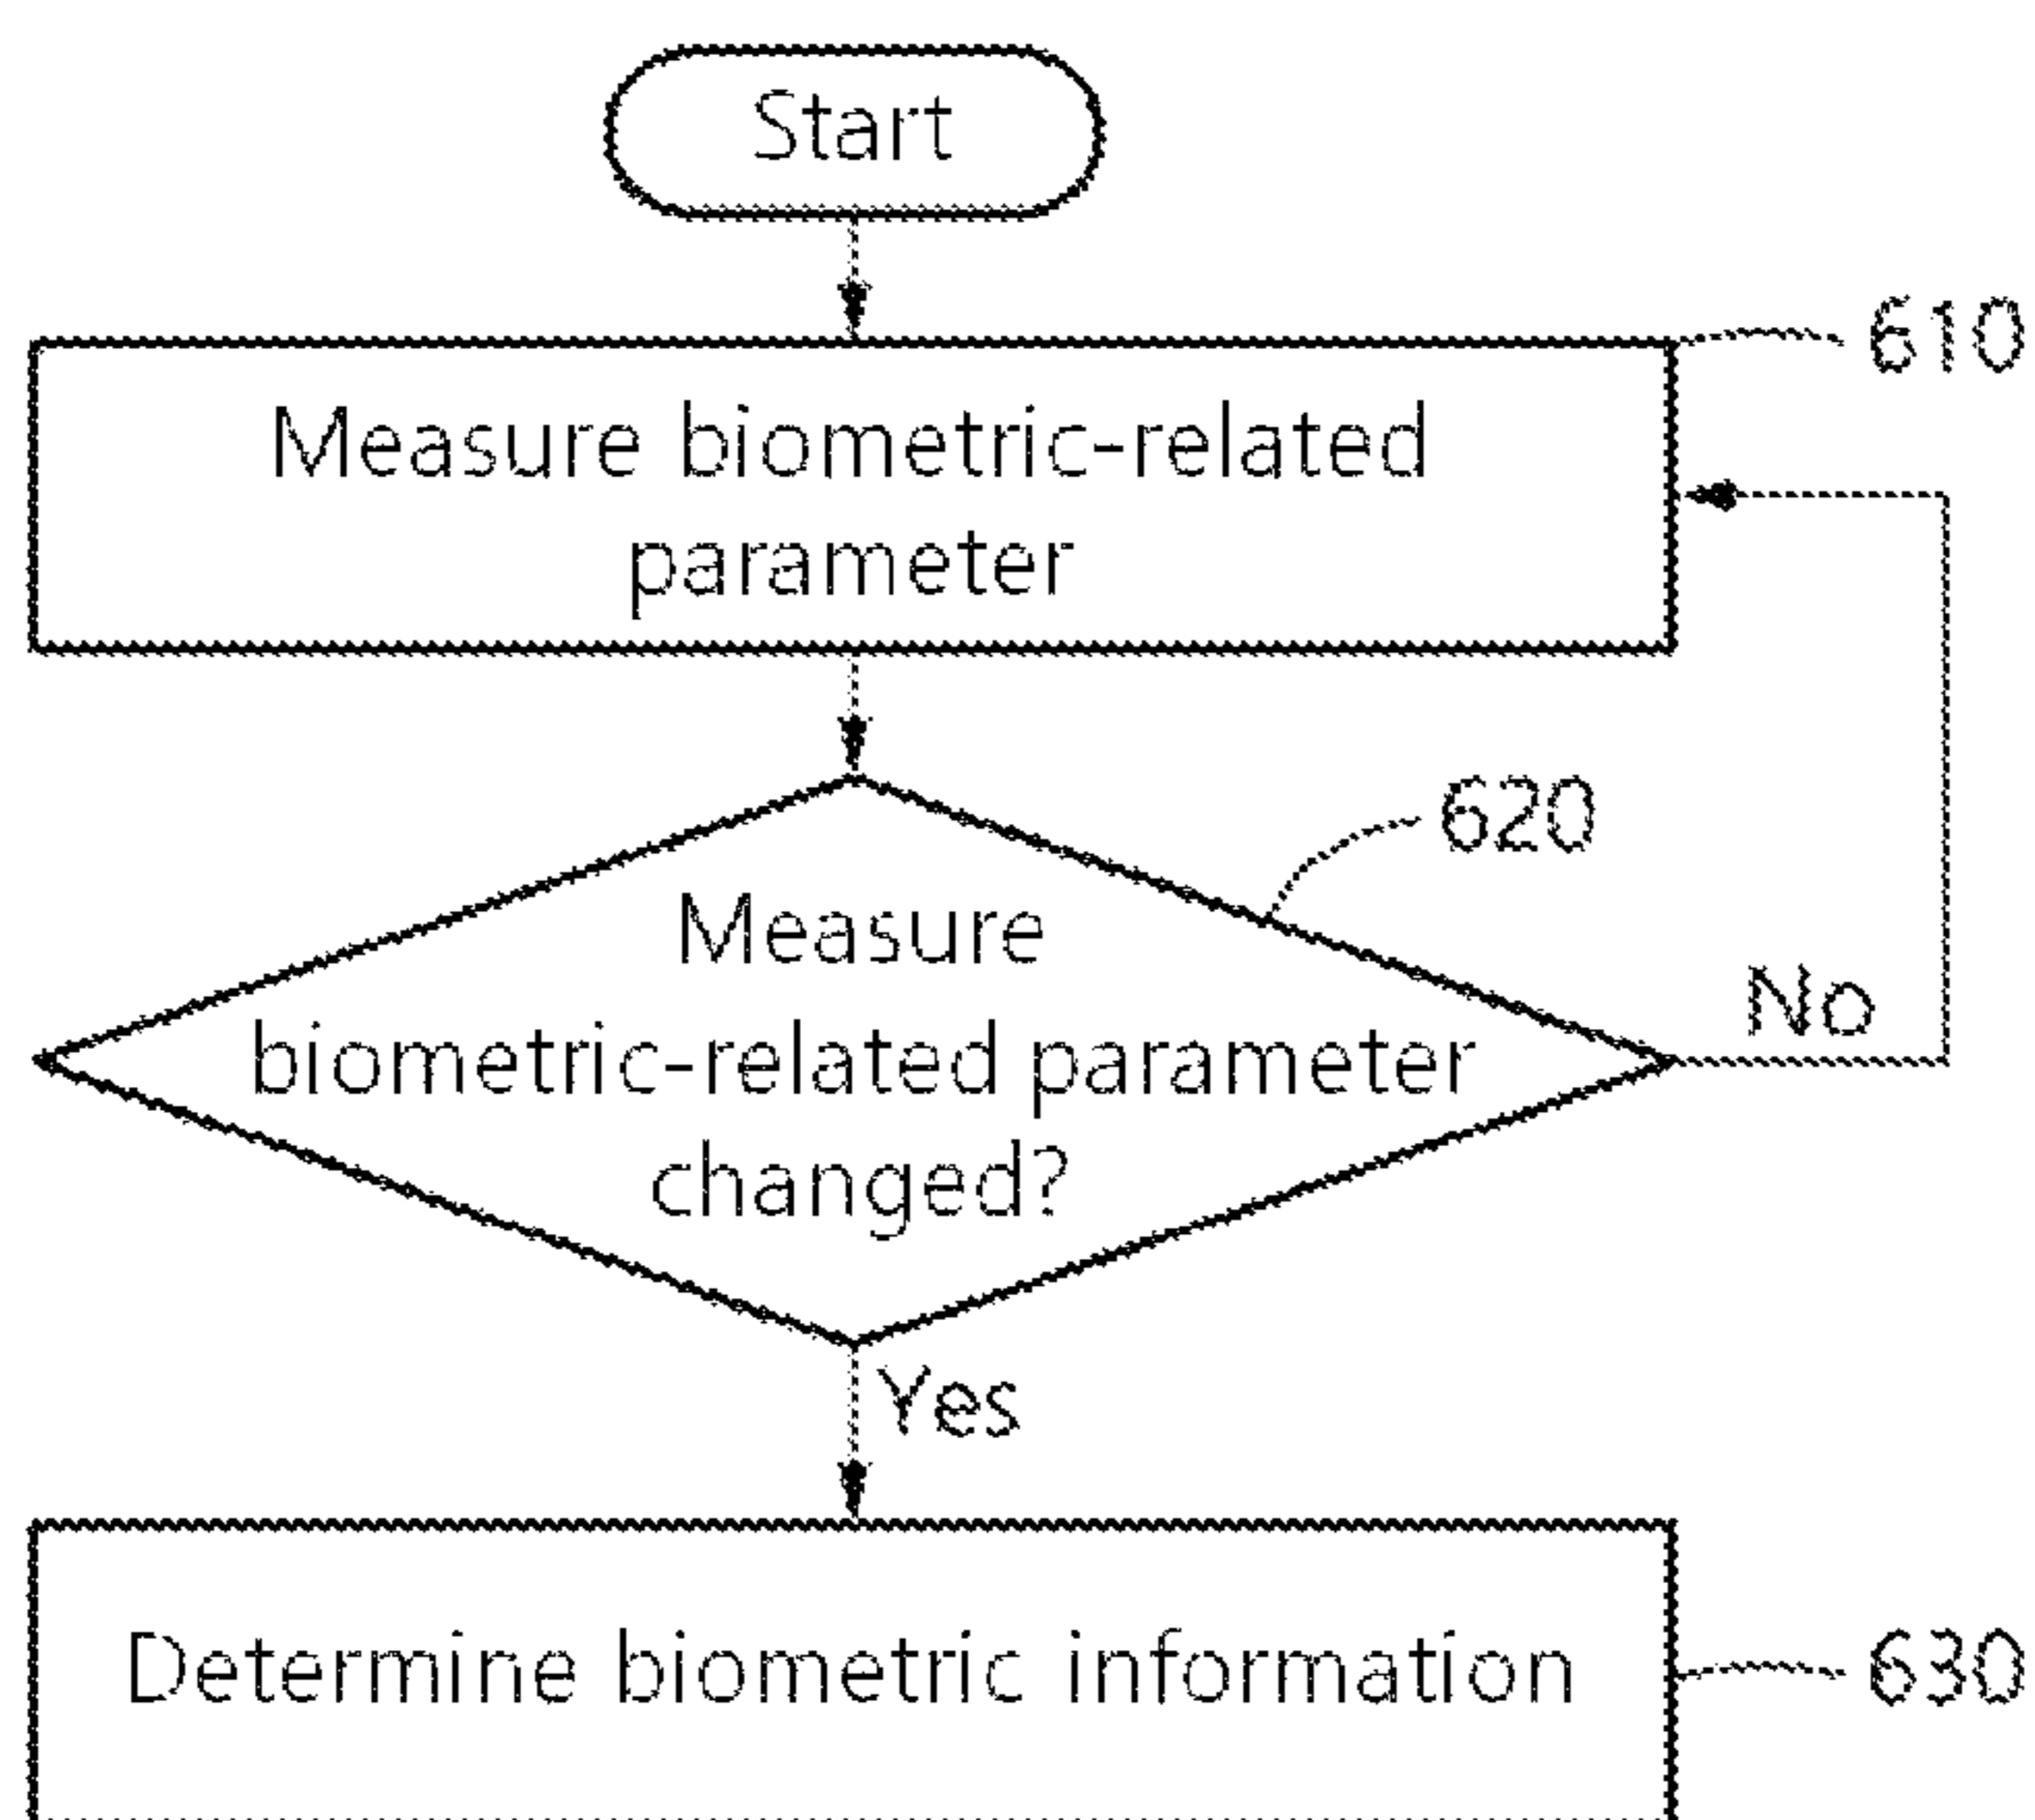 Start
610
Measure biometric-related
parameter
620
Measure
biometric-related parameter
changed?
No
Yes
Determine biometric information
630